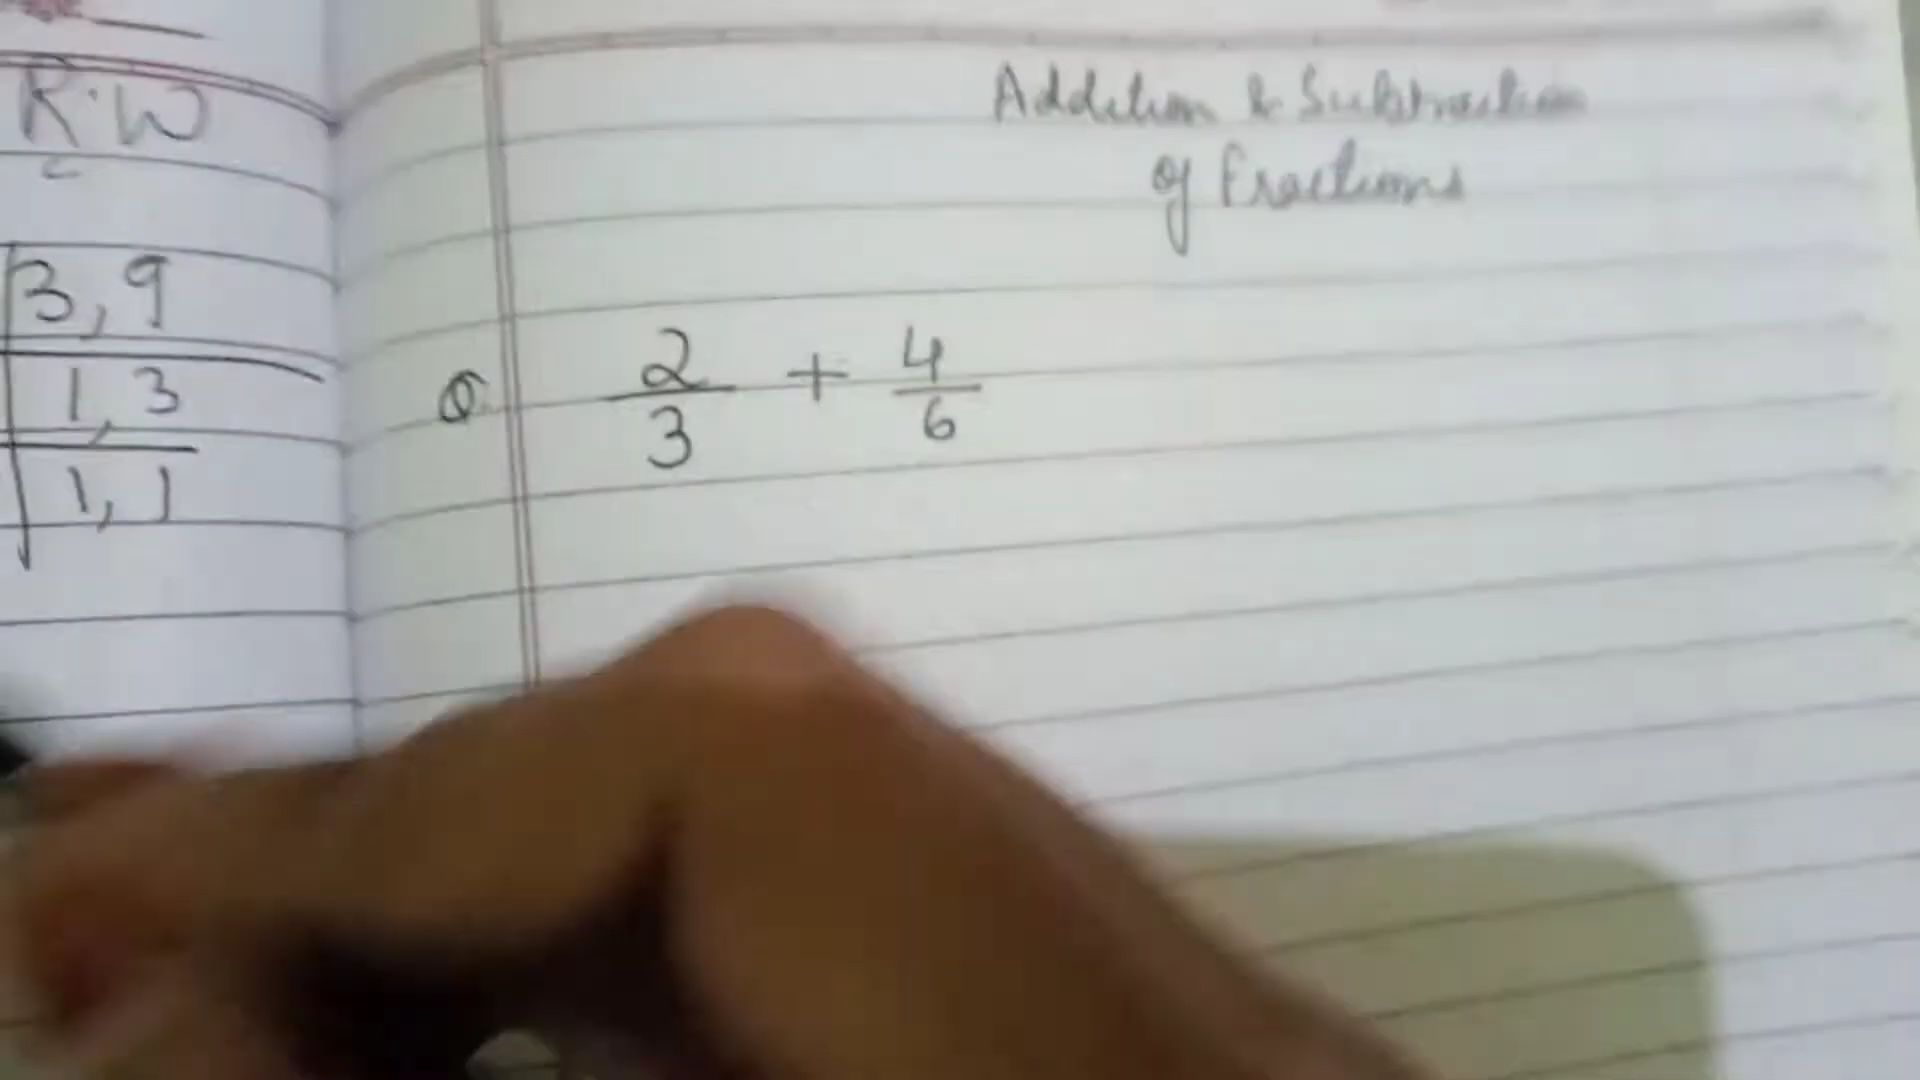 R.W
3, 9
1, 3
1, 1
Addition & Subtraction
of Fractions
Q. 2/3 + 4/6